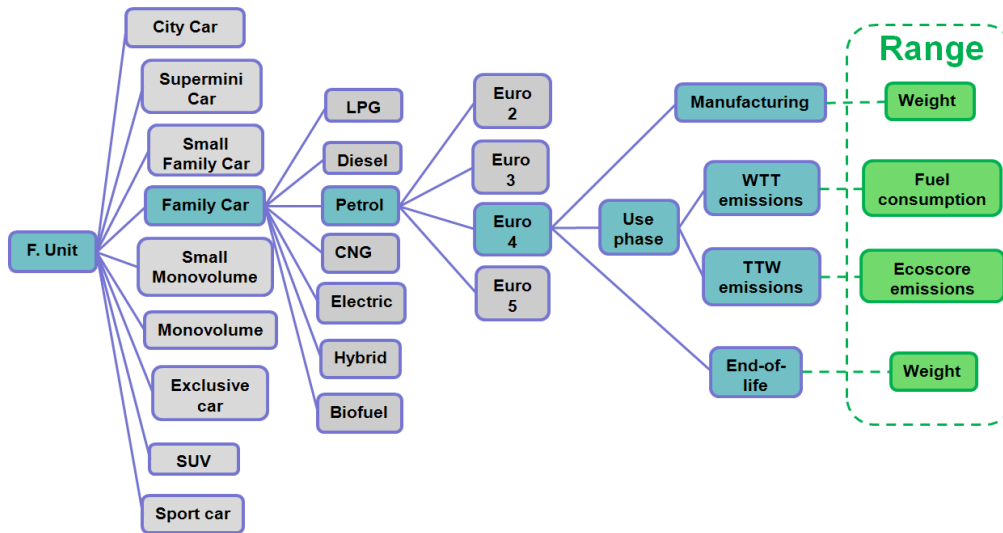 F. Unit
City Car
Supermini
Car
Small
Family Car
Family Car
Small
Monovolume
Monovolume
Exclusive
car
SUV
Sport car
LPG
Diesel
Petrol
CNG
Electric
Hybrid
Biofuel
Euro
2
Euro
3
Euro
4
Euro
5
Manufacturing
Use
phase
WTT
emissions
TTW
emissions
End-of-
life
Range
Weight
Fuel
consumption
Ecoscore
emissions
Weight